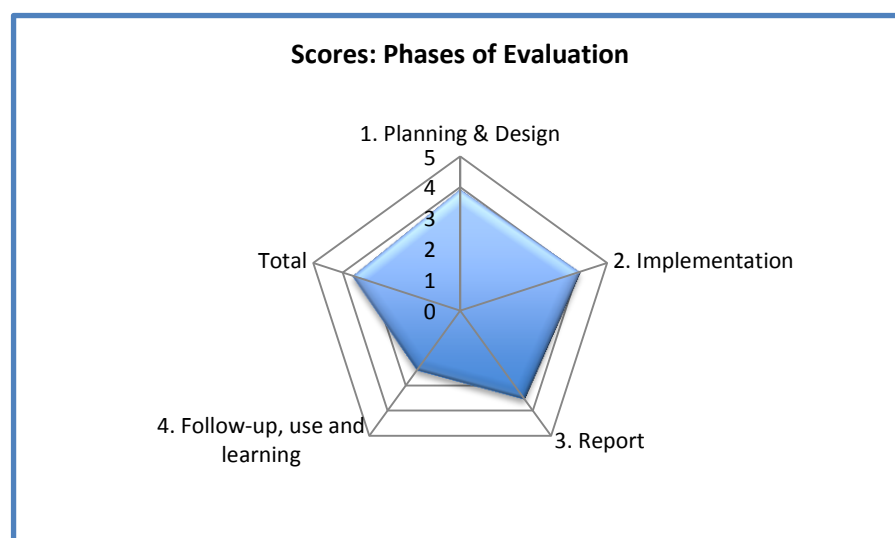 Scores: Phases of Evaluation
1. Planning & Design
5
4
3
2
1
0
Total
2. Implementation
4. Follow-up, use and
learning
3. Report